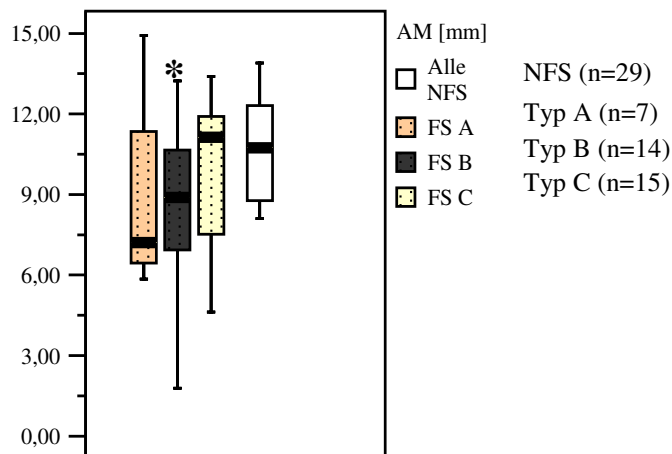 15,00
12,00
9,00
6,00
3,00
0,00
*
AM [mm]
Alle
NFS
FS A
FS B
FS C
NFS (n=29)
Typ A (n=7)
Typ B (n=14)
Typ C (n=15)